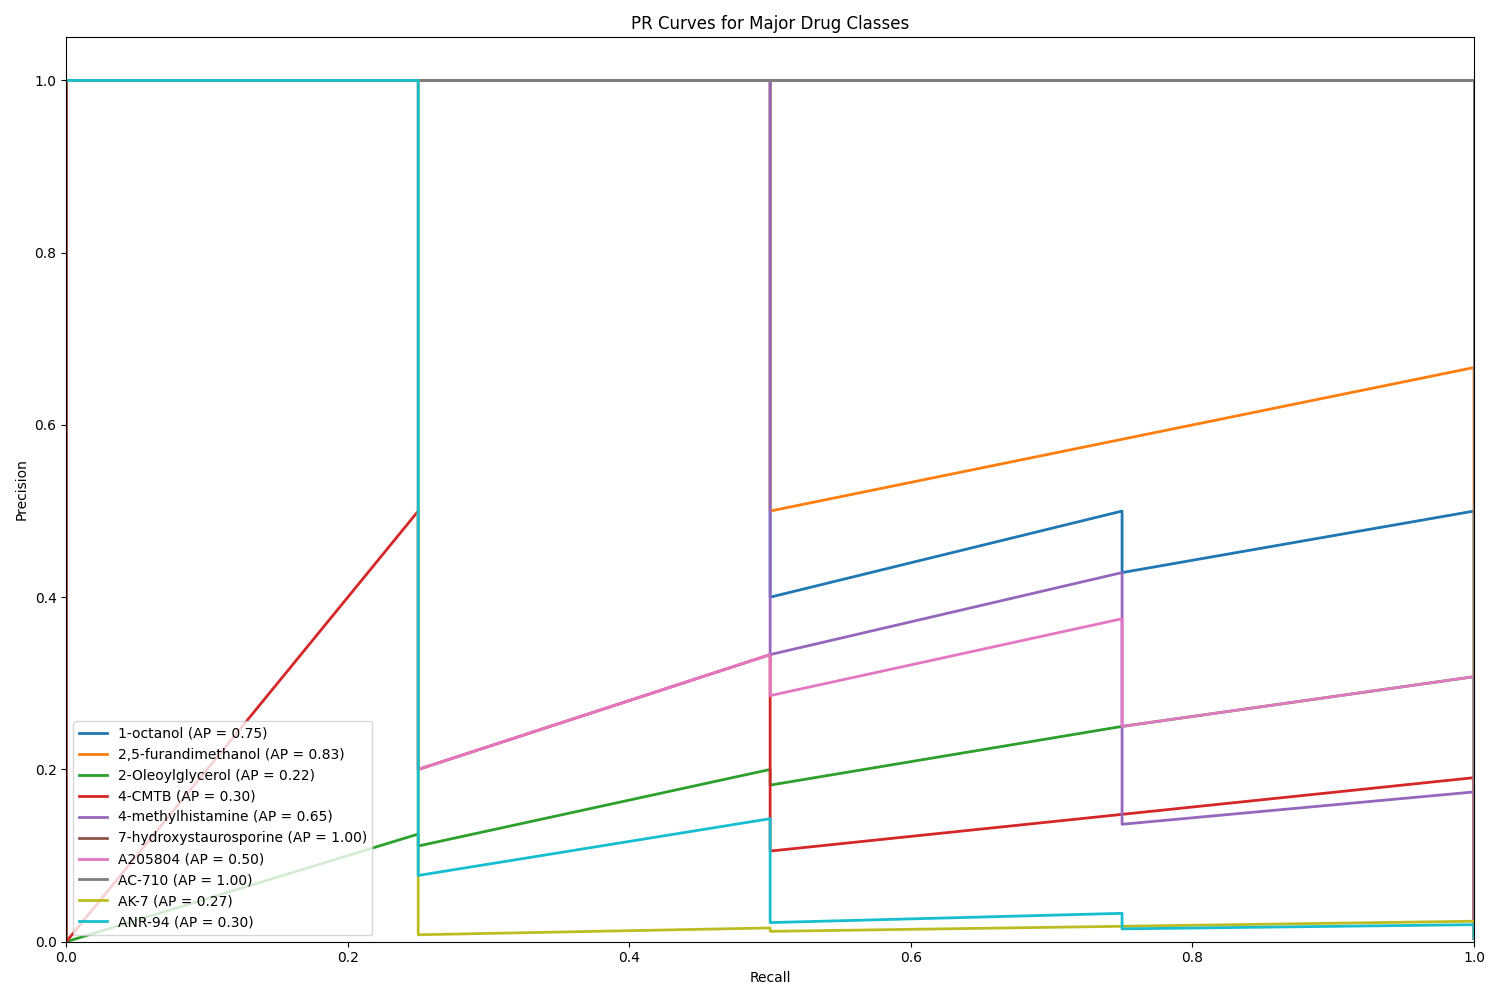 PR Curves for Major Drug Classes
Precision
1.0
0.8
0.6
0.4
0.2
0.0
1-octanol (AP = 0.75)
2,5-furandimethanol (AP = 0.83)
2-Oleoylglycerol (AP = 0.22)
4-CMTB (AP = 0.30)
4-methylhistamine (AP = 0.65)
7-hydroxystaurosporine (AP = 1.00)
A205804 (AP = 0.50)
AC-710 (AP = 1.00)
AK-7 (AP = 0.27)
ANR-94 (AP = 0.30)
0.0 0.2 0.4 0.6 0.8 1.0
Recall